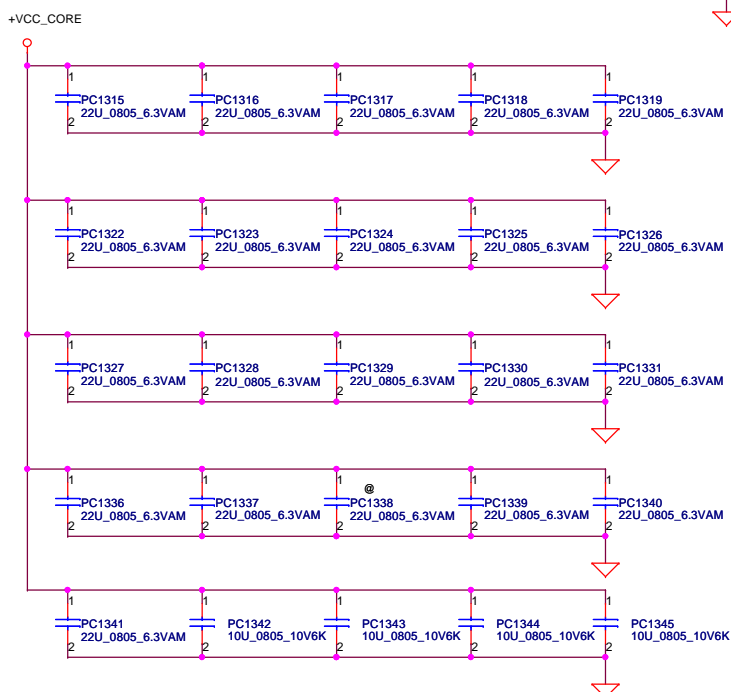 +VCC_CORE
1 1 1 1 1
PC1315 PC1316 PC1317 PC1318 PC1319
22U_0805_6.3VAM 22U_0805_6.3VAM 22U_0805_6.3VAM 22U_0805_6.3VAM 22U_0805_6.3VAM
2 2 2 2 2
1 1 1 1 1
PC1322 PC1323 PC1324 PC1325 PC1326
22U_0805_6.3VAM 22U_0805_6.3VAM 22U_0805_6.3VAM 22U_0805_6.3VAM 22U_0805_6.3VAM
2 2 2 2 2
1 1 1 1 1
PC1327 PC1328 PC1329 PC1330 PC1331
22U_0805_6.3VAM 22U_0805_6.3VAM 22U_0805_6.3VAM 22U_0805_6.3VAM 22U_0805_6.3VAM
2 2 2 2 2
1 1 1 1 1
@
PC1336 PC1337 PC1338 PC1339 PC1340
22U_0805_6.3VAM 22U_0805_6.3VAM 22U_0805_6.3VAM 22U_0805_6.3VAM 22U_0805_6.3VAM
2 2 2 2 2
1 1 1 1 1
PC1341 PC1342 PC1343 PC1344 PC1345
22U_0805_6.3VAM 10U_0805_10V6K 10U_0805_10V6K 10U_0805_10V6K 10U_0805_10V6K
2 2 2 2 2